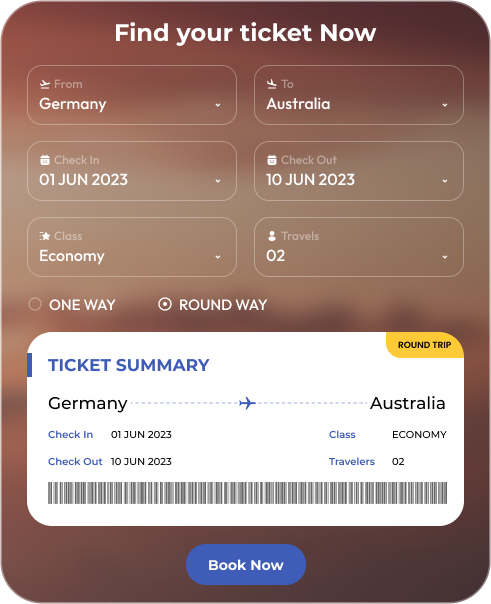 Find your ticket Now
From
Germany
To
Australia
Check In
01 JUN 2023
Check Out
10 JUN 2023
Class
Economy
Travels
02
ONE WAY
ROUND WAY
ROUND TRIP
TICKET SUMMARY
Germany
Australia
Check In 01 JUN 2023
Class ECONOMY
Check Out 10 JUN 2023
Travelers 02
Book Now